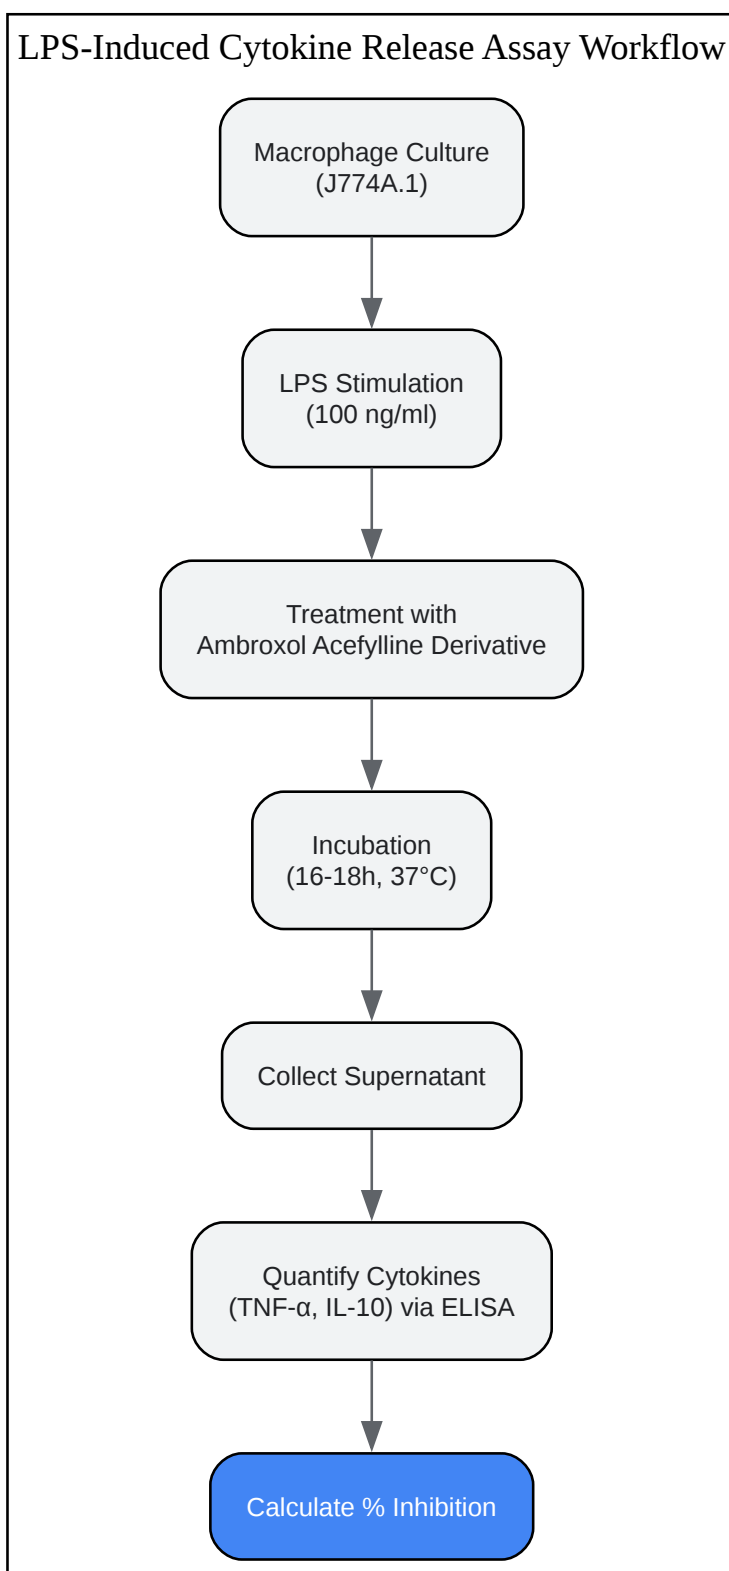 LPS-Induced Cytokine Release Assay Workflow
Macrophage Culture
(J774A.1)
LPS Stimulation
(100 ng/ml)
Treatment with
Ambroxol Acefylline Derivative
Incubation
(16-18h, 37°C)
Collect Supernatant
Quantify Cytokines
(TNF-α, IL-10) via ELISA
Calculate % Inhibition